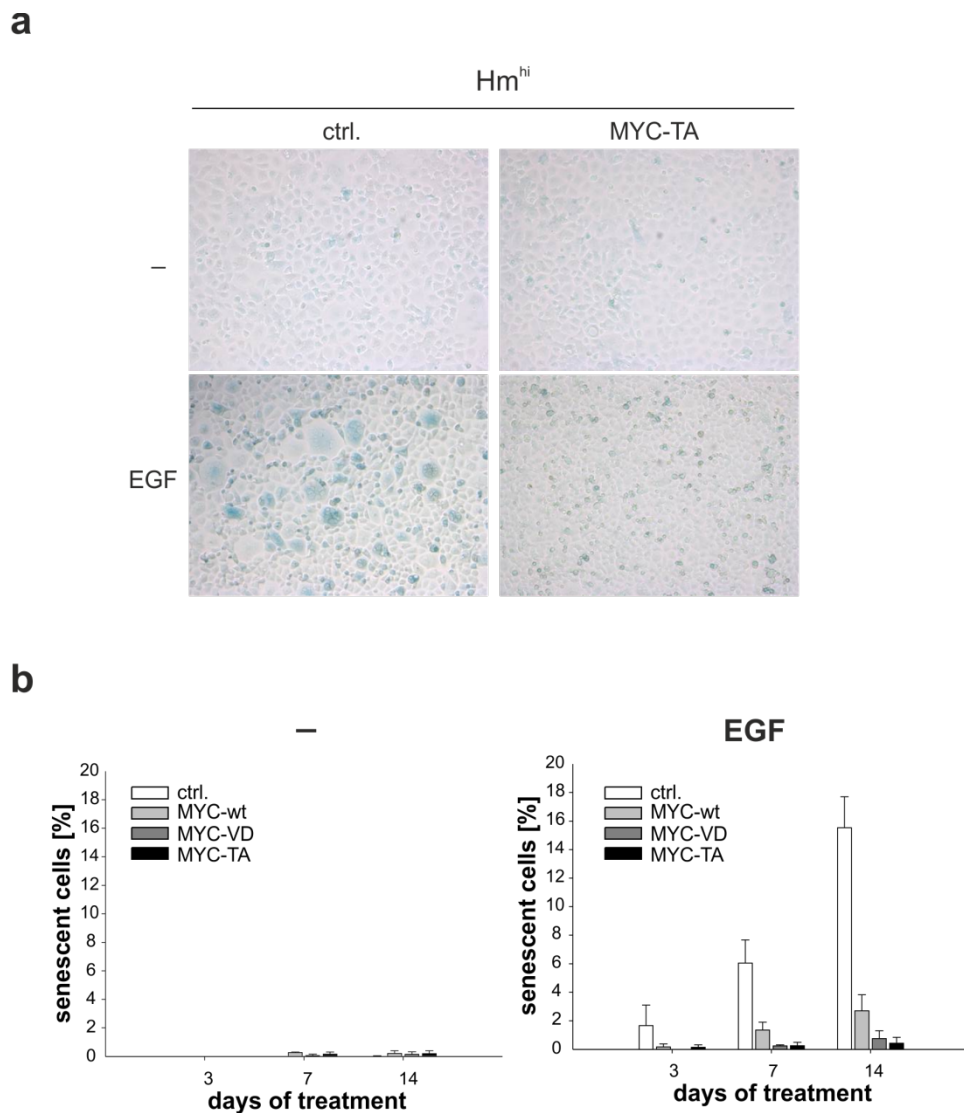 a
Hm^hi
ctrl. MYC-TA
–
EGF
b
–
senescent cells [%]
20
18
16
14
12
10
8
6
4
2
0
ctrl.
MYC-wt
MYC-VD
MYC-TA
3 7 14
days of treatment
EGF
senescent cells [%]
20
18
16
14
12
10
8
6
4
2
0
ctrl.
MYC-wt
MYC-VD
MYC-TA
3 7 14
days of treatment